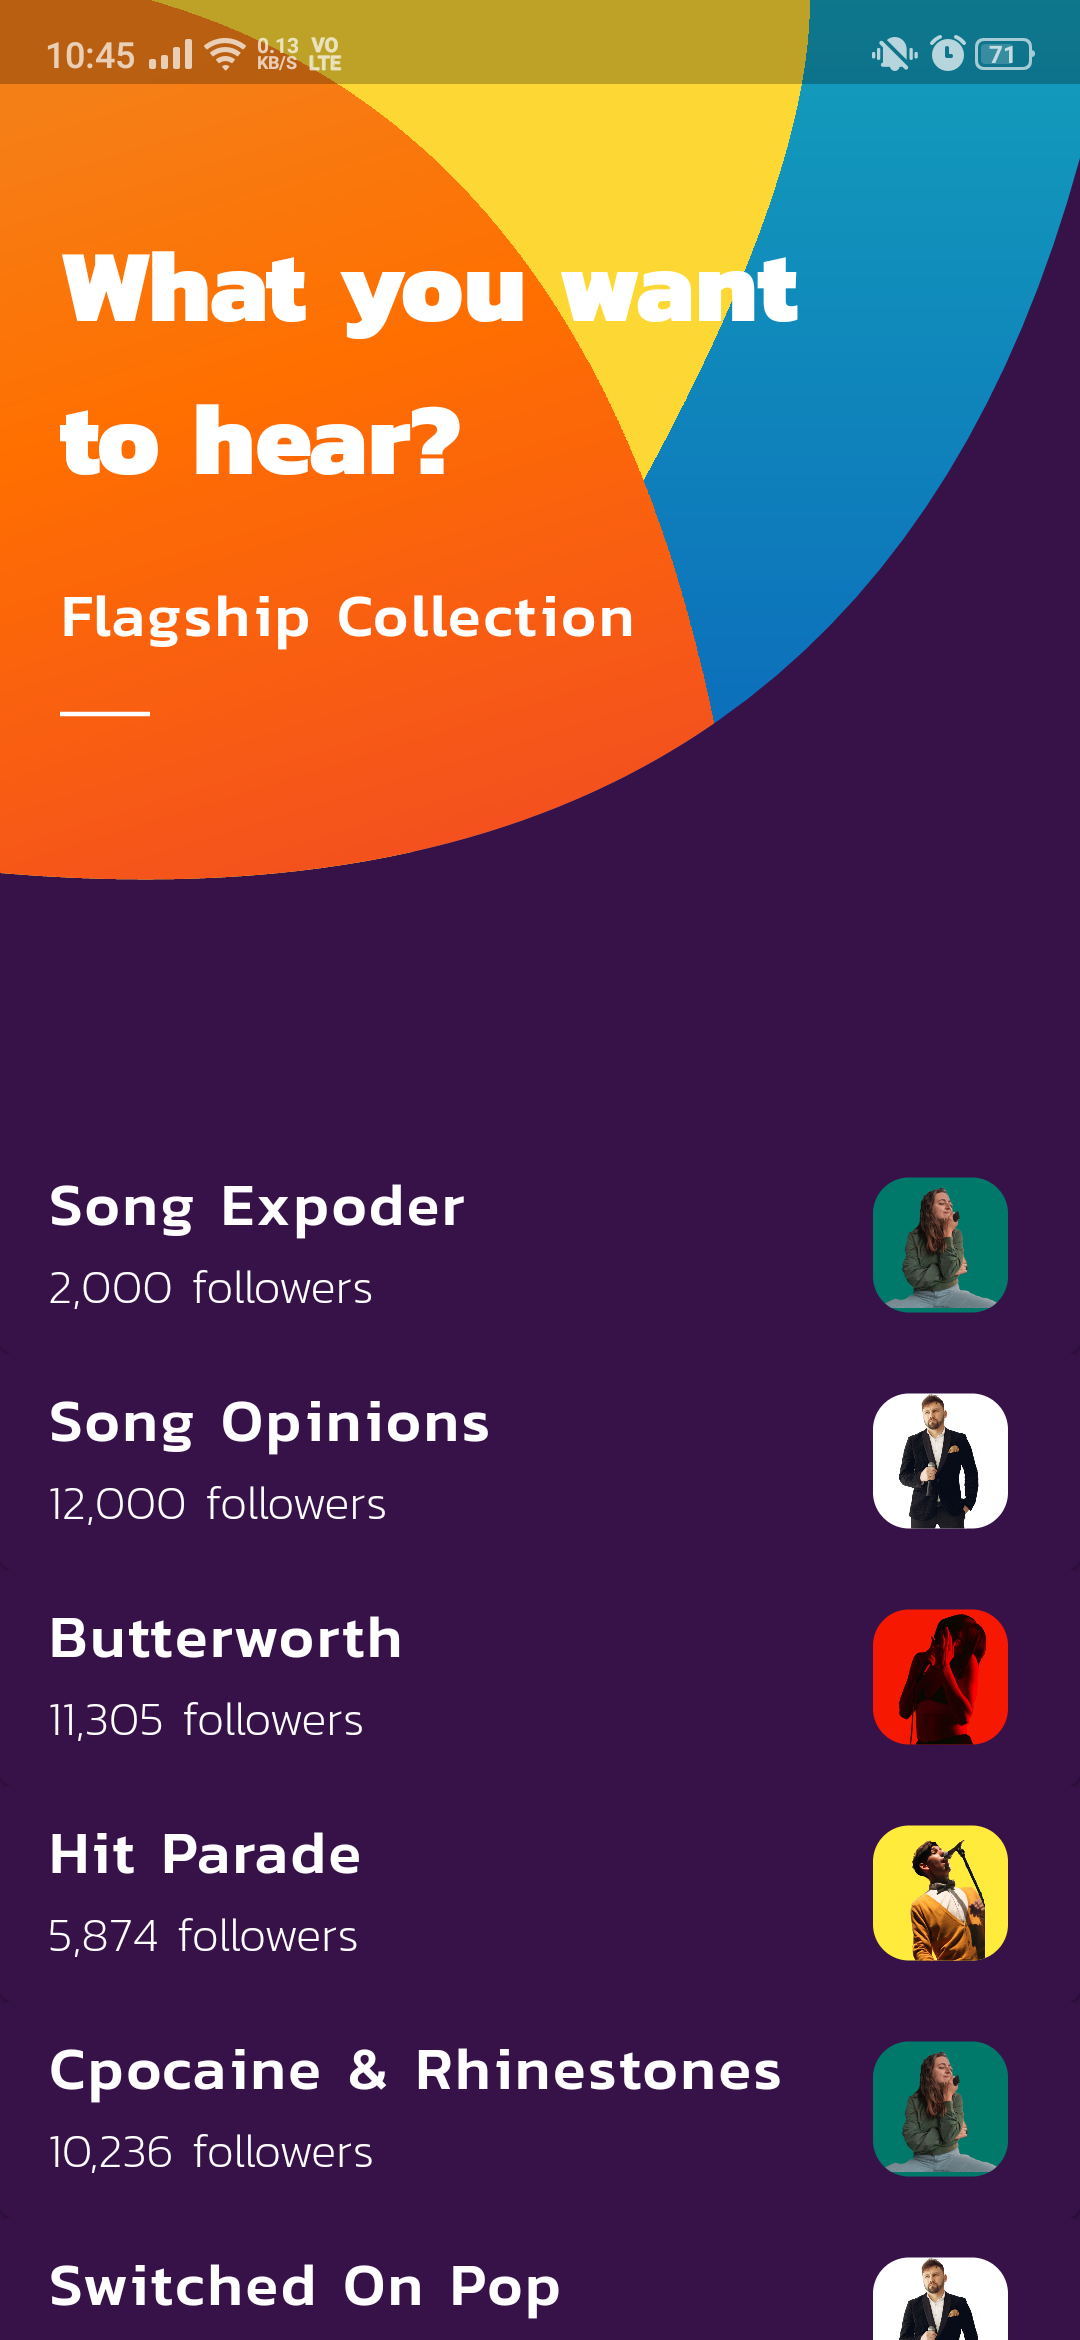 10:45 0.13 KB/S VO LTE 71
What you want
to hear?
Flagship Collection
Song Expoder
2,000 followers
Song Opinions
12,000 followers
Butterworth
11,305 followers
Hit Parade
5,874 followers
Cpocaine & Rhinestones
10,236 followers
Switched On Pop